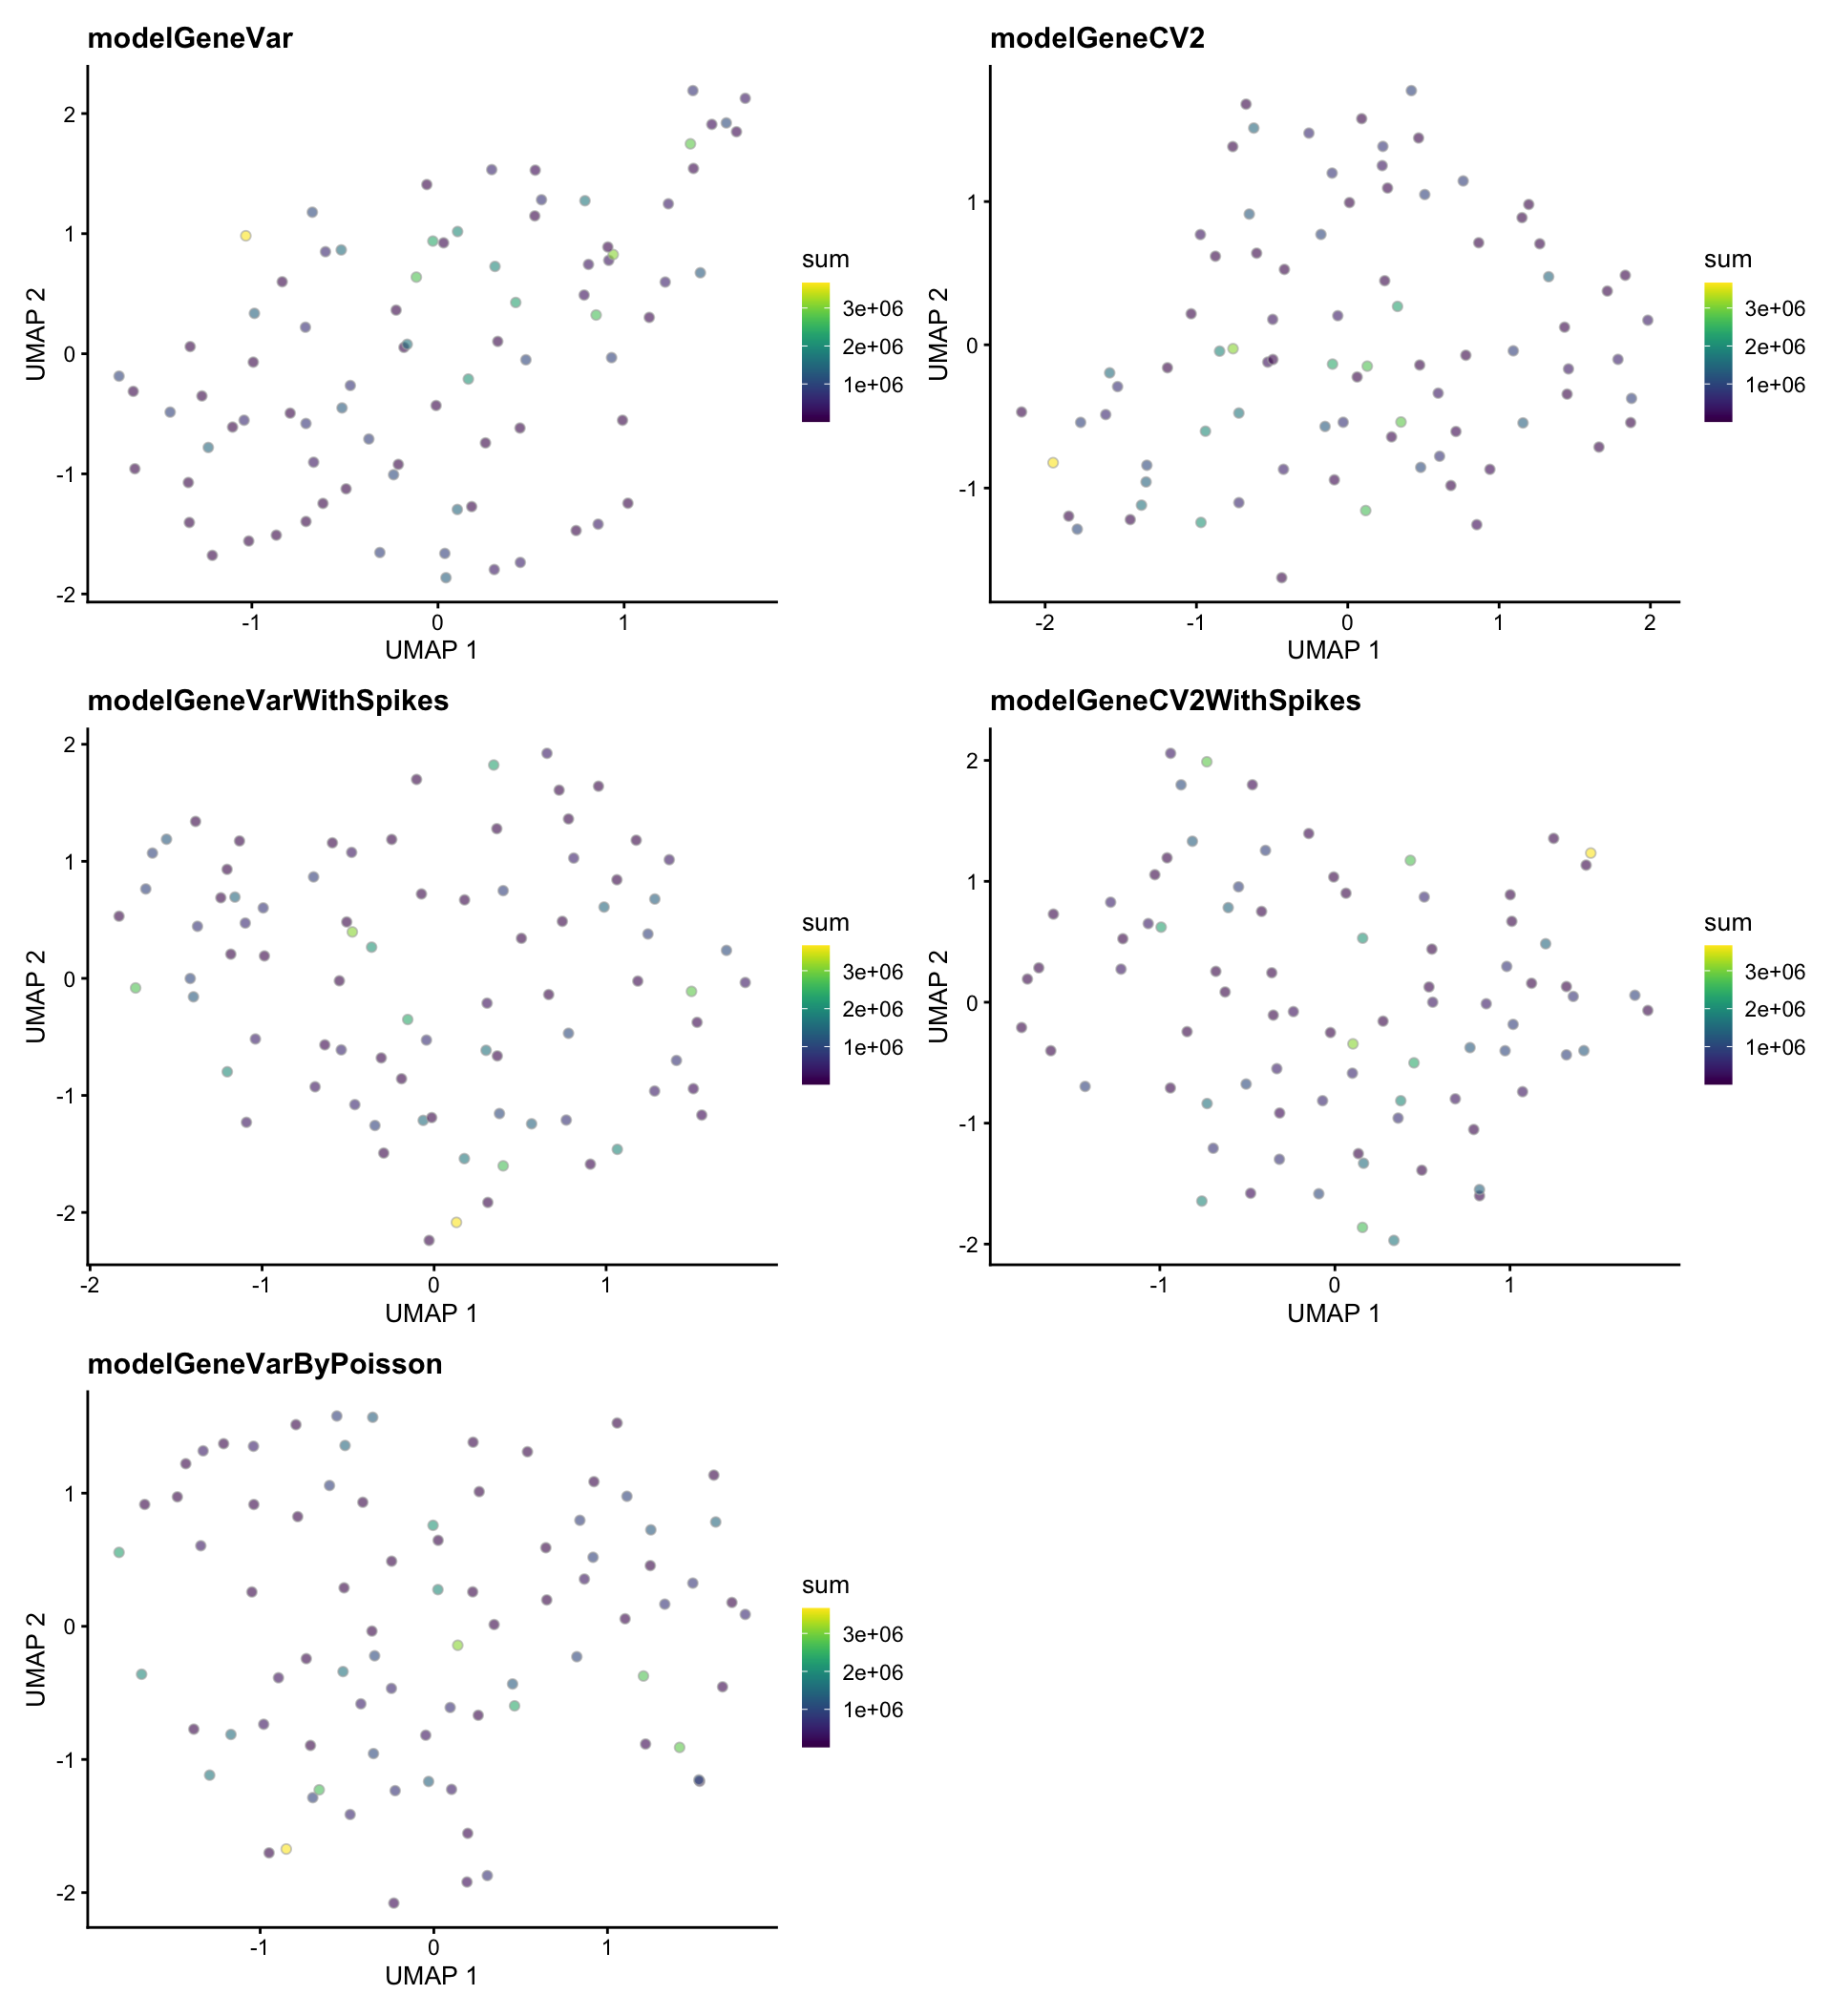 modelGeneVar
UMAP 2
2
1
0
-1
-2
-1
0
1
UMAP 1
sum
3e+06
2e+06
1e+06
modelGeneCV2
UMAP 2
1
0
-1
-2
-1
0
1
2
UMAP 1
sum
3e+06
2e+06
1e+06
modelGeneVarWithSpikes
UMAP 2
2
1
0
-1
-2
-2
-1
0
1
UMAP 1
sum
3e+06
2e+06
1e+06
modelGeneCV2WithSpikes
UMAP 2
2
1
0
-1
-2
-1
0
1
UMAP 1
sum
3e+06
2e+06
1e+06
modelGeneVarByPoisson
UMAP 2
1
0
-1
-2
-1
0
1
UMAP 1
sum
3e+06
2e+06
1e+06